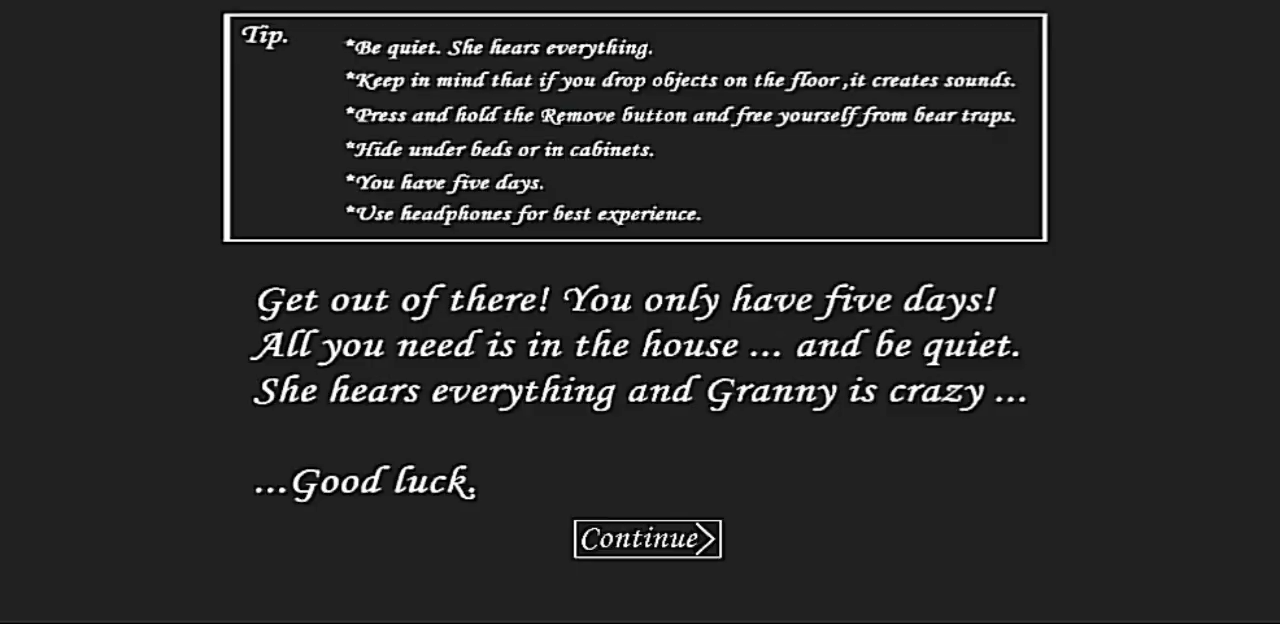 Tip.
*Be quiet. She hears everything.
*Keep in mind that if you drop objects on the floor ,it creates sounds.
*Press and hold the Remove button and free yourself from bear traps.
*Hide under beds or in cabinets.
*You have five days.
*Use headphones for best experience.
Get out of there! You only have five days!
All you need is in the house ... and be quiet.
She hears everything and Granny is crazy ...
...Good luck.
Continue>